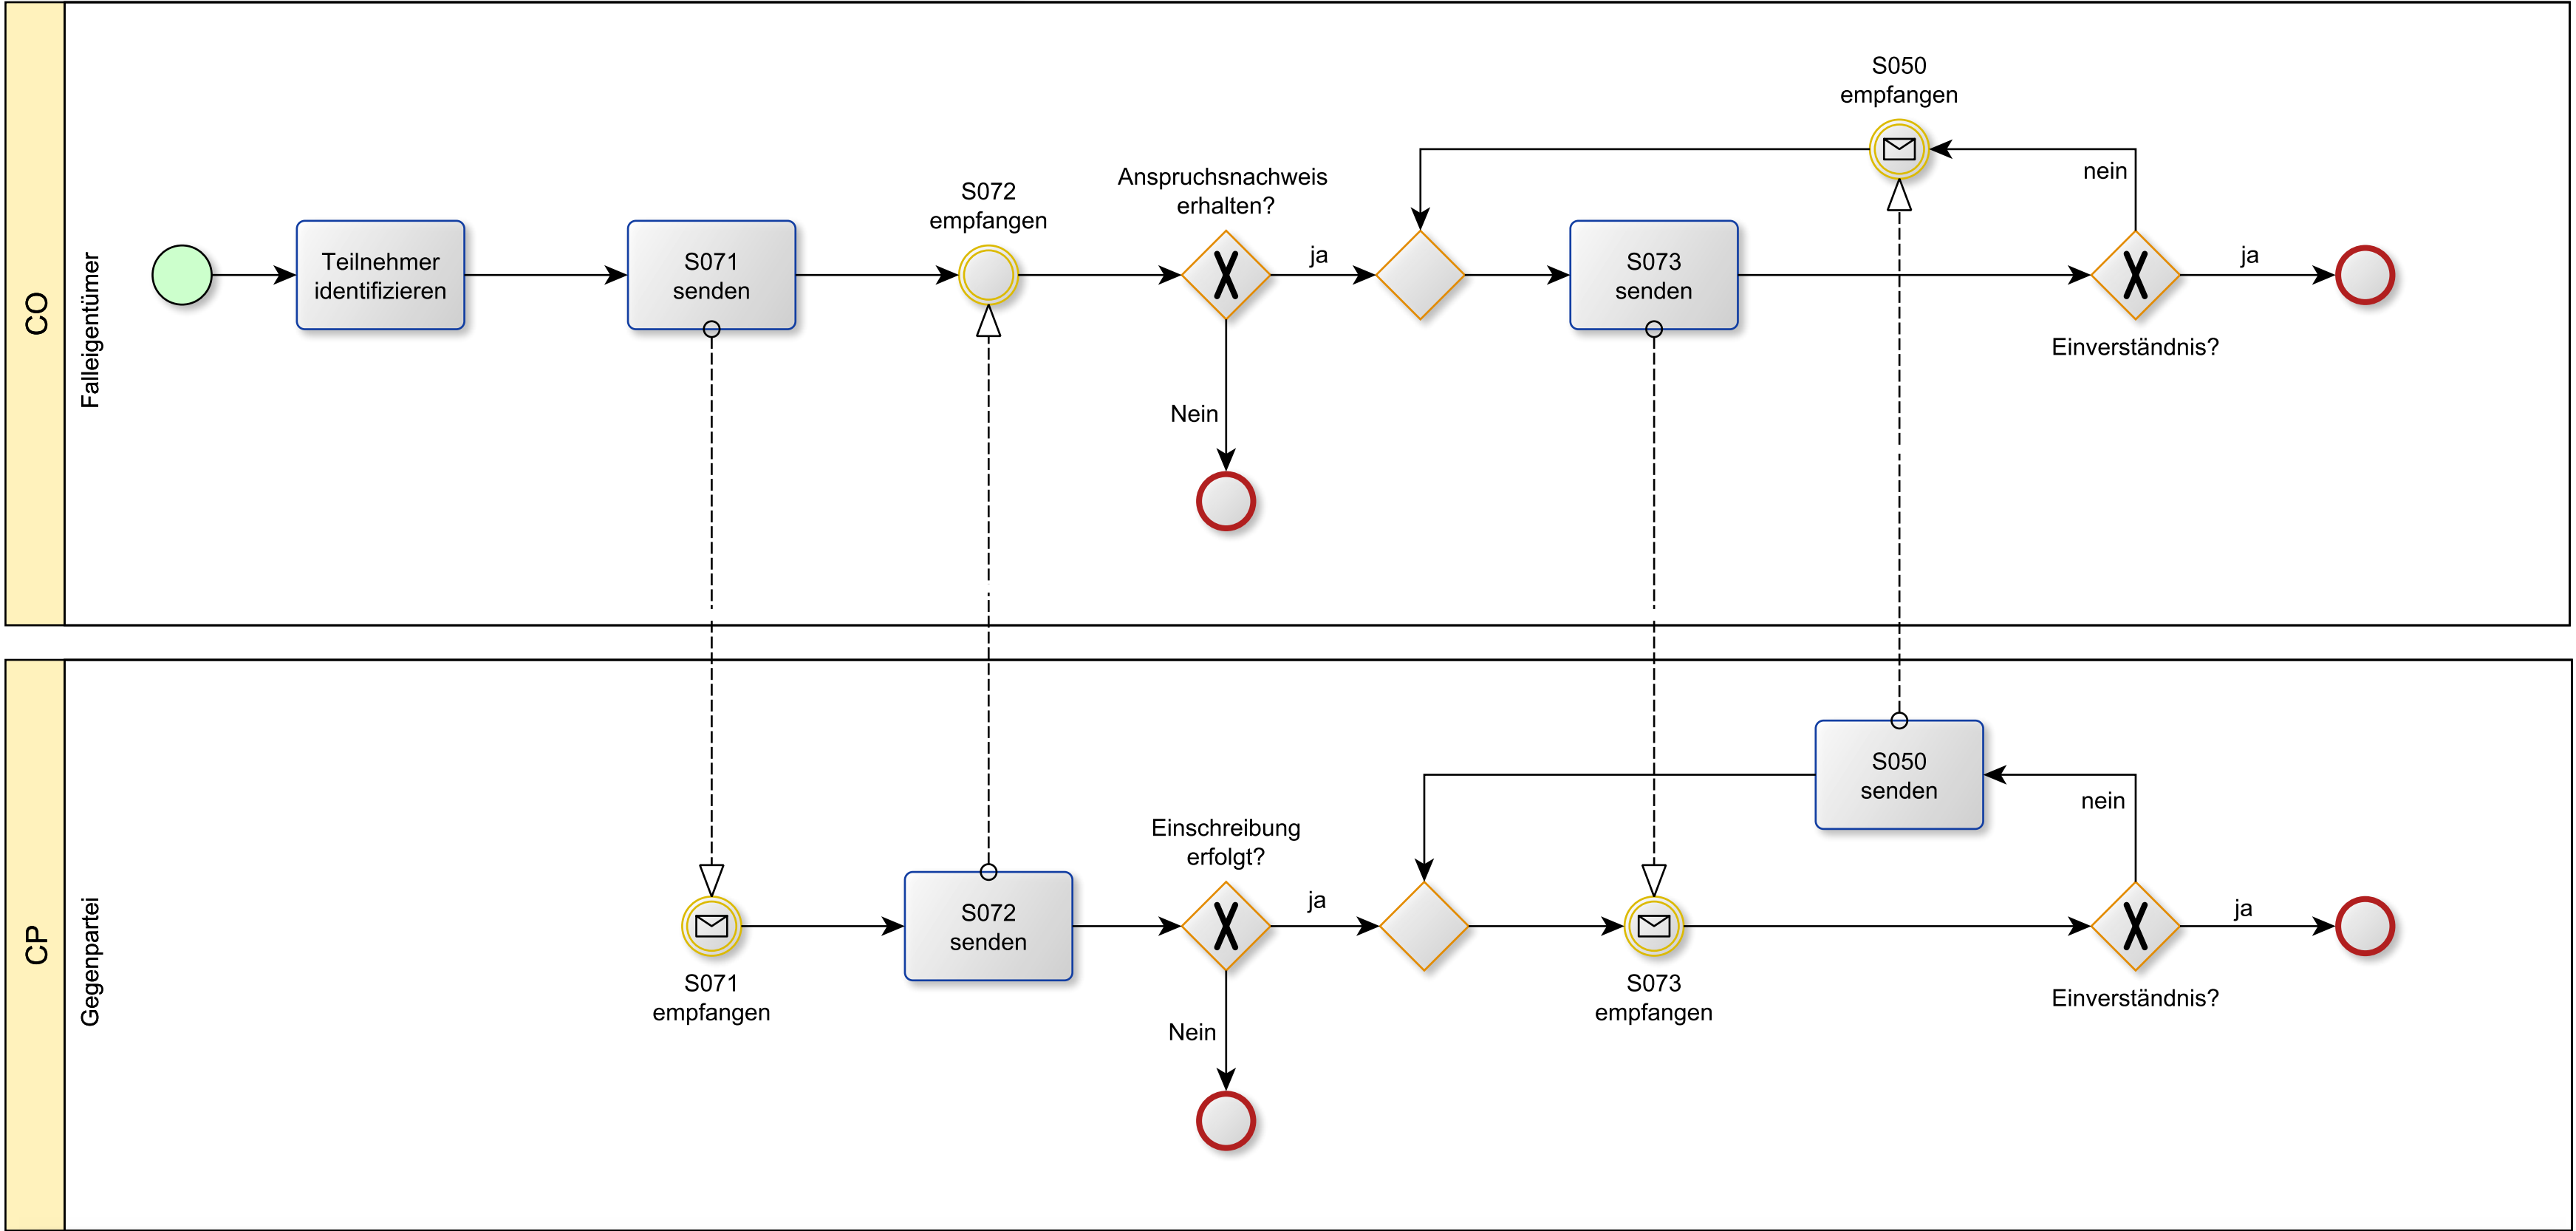 CO
Falleigentümer
S050
empfangen
nein
Anspruchsnachweis
erhalten?
S072
empfangen
Teilnehmer
identifizieren
S071
senden
ja
S073
senden
ja
Einverständnis?
Nein
CP
Gegenpartei
S050
senden
nein
Einschreibung
erfolgt?
ja
S072
senden
ja
S071
empfangen
S073
empfangen
Einverständnis?
Nein